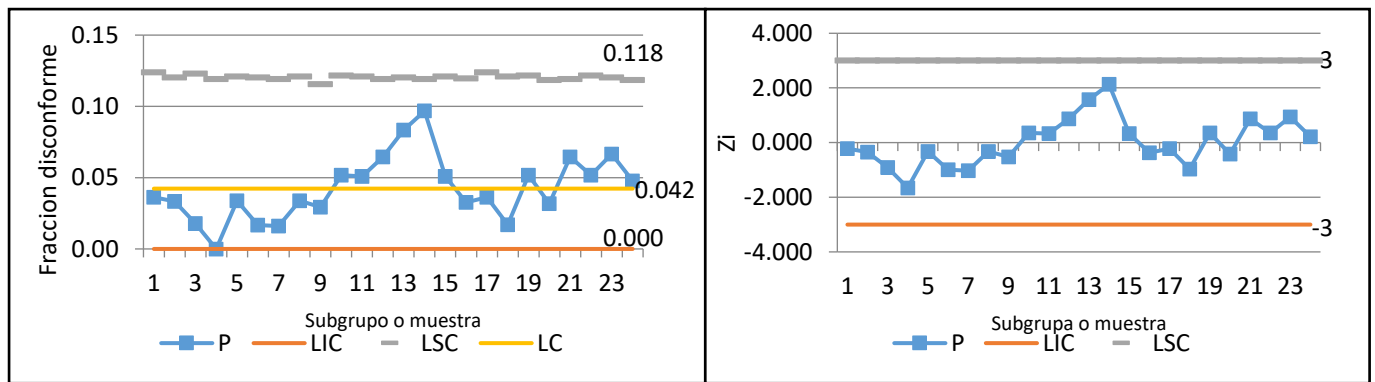 0.15
0.10
0.05
0.00
Fraccion disconforme
0.118
0.042
0.000
1 3 5 7 9 11 13 15 17 19 21 23
Subgrupo o muestra
P LIC LSC LC
4.000
2.000
0.000
-2.000
-4.000
Zi
3
-3
1 3 5 7 9 11 13 15 17 19 21 23
Subgrupa o muestra
P LIC LSC